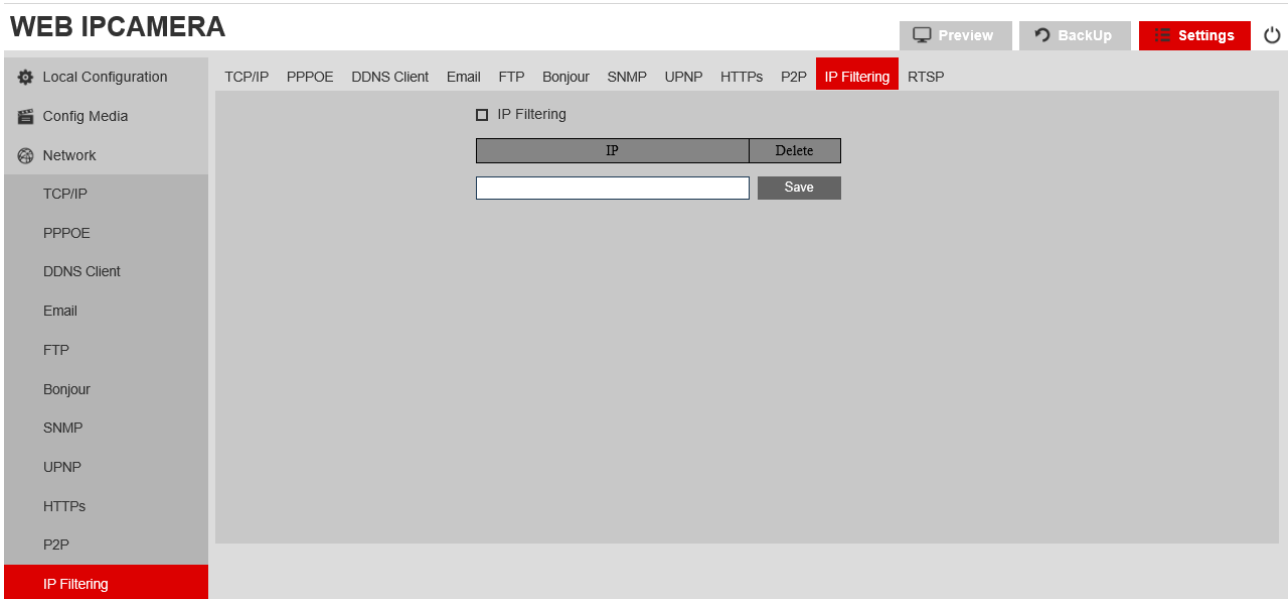 WEB IPCAMERA
Preview BackUp Settings
Local Configuration
Config Media
Network
TCP/IP
PPPOE
DDNS Client
Email
FTP
Bonjour
SNMP
UPNP
HTTPs
P2P
IP Filtering
TCP/IP PPPOE DDNS Client Email FTP Bonjour SNMP UPNP HTTPs P2P IP Filtering RTSP
IP Filtering
IP Delete
Save